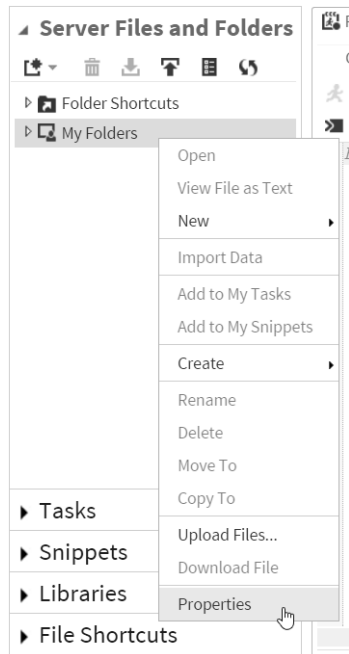 Server Files and Folders
Folder Shortcuts
My Folders
Open
View File as Text
New
Import Data
Add to My Tasks
Add to My Snippets
Create
Rename
Delete
Move To
Copy To
Upload Files...
Download File
Properties
Tasks
Snippets
Libraries
File Shortcuts